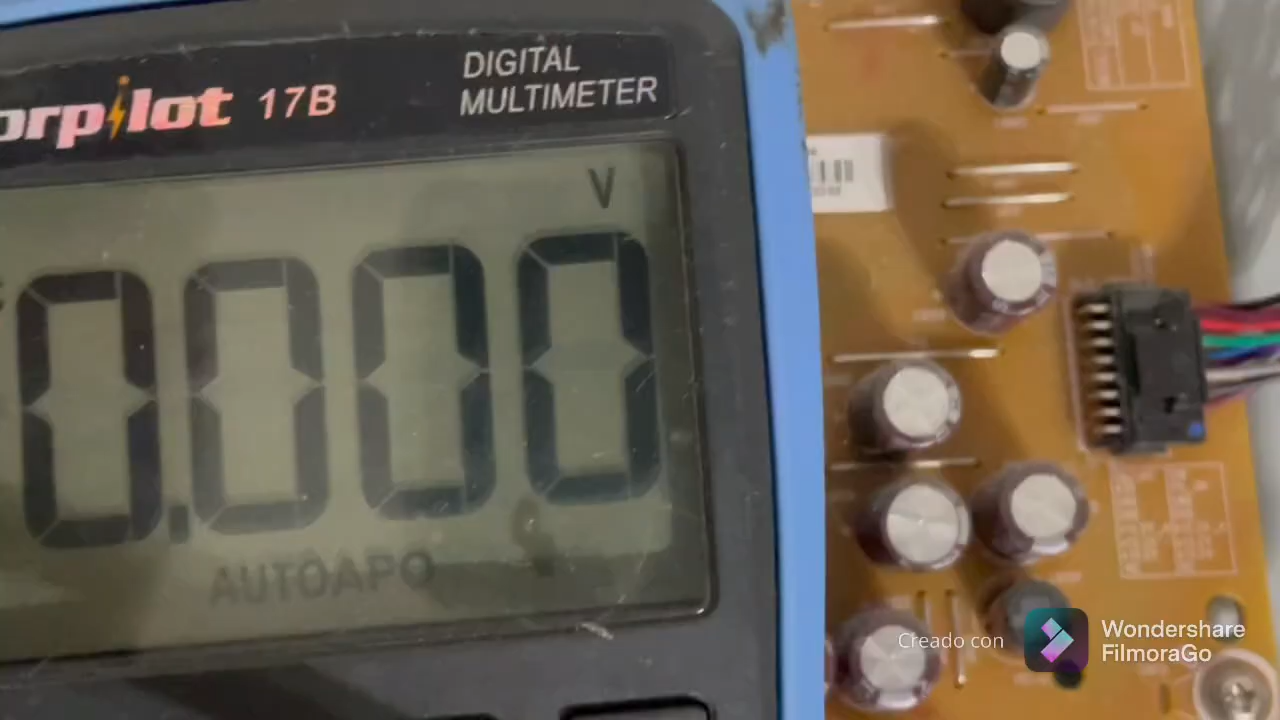 DIGITAL
MULTIMETER
orpilot 17B
V
0.000
AUTOAPO
Creado con
Wondershare
FilmoraGo